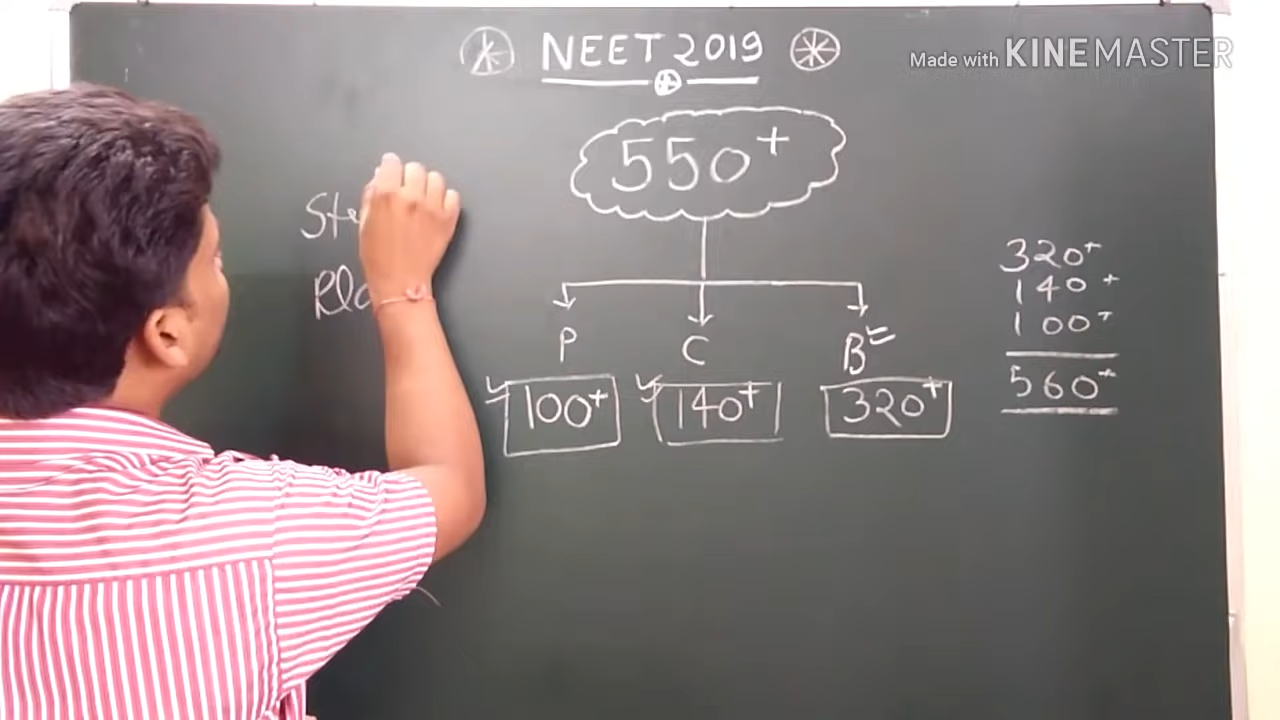 NEET 2019
Made with KINEMASTER
550+
P C B
100+ 140+ 320+
320+
140+
100+
560+